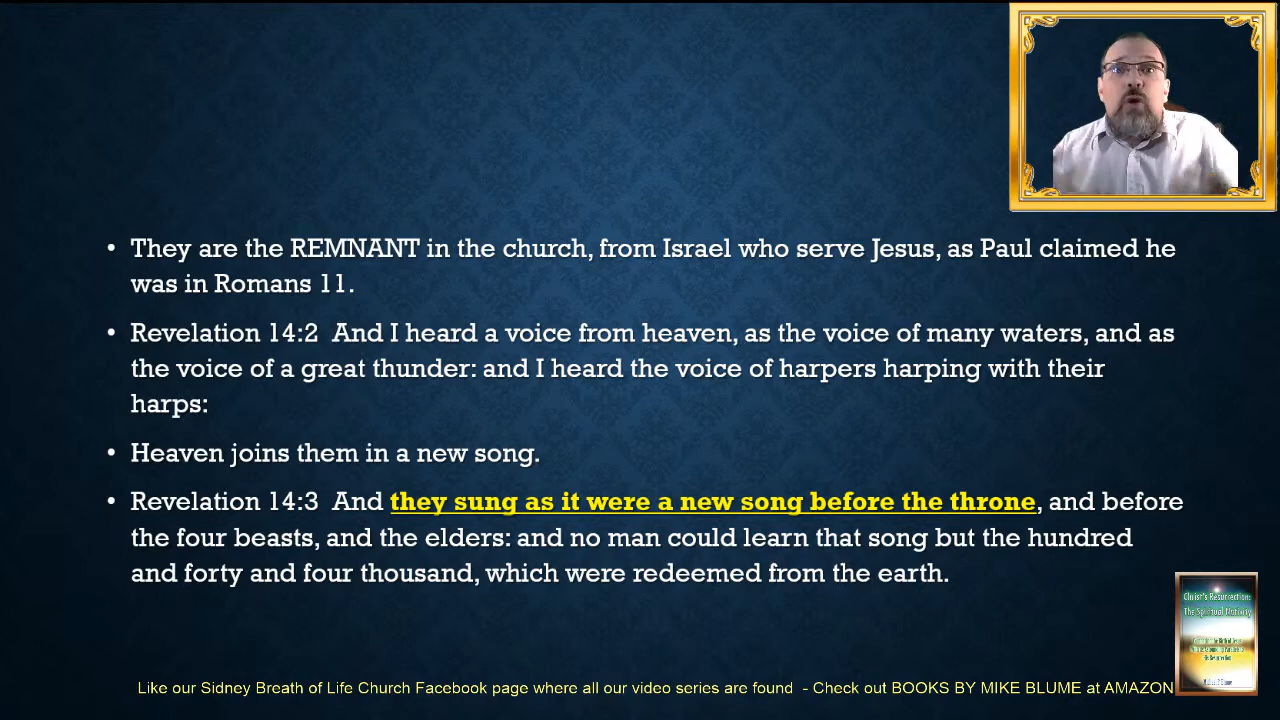 They are the REMNANT in the church, from Israel who serve Jesus, as Paul claimed he
was in Romans 11.
Revelation 14:2 And I heard a voice from heaven, as the voice of many waters, and as
the voice of a great thunder: and I heard the voice of harpers harping with their
harps:
Heaven joins them in a new song.
Revelation 14:3 And they sung as it were a new song before the throne, and before
the four beasts, and the elders: and no man could learn that song but the hundred
and forty and four thousand, which were redeemed from the earth.
Christ's Resurrection:
The Spiritual Nativity
Like our Sidney Breath of Life Church Facebook page where all our video series are found - Check out BOOKS BY MIKE BLUME at AMAZON